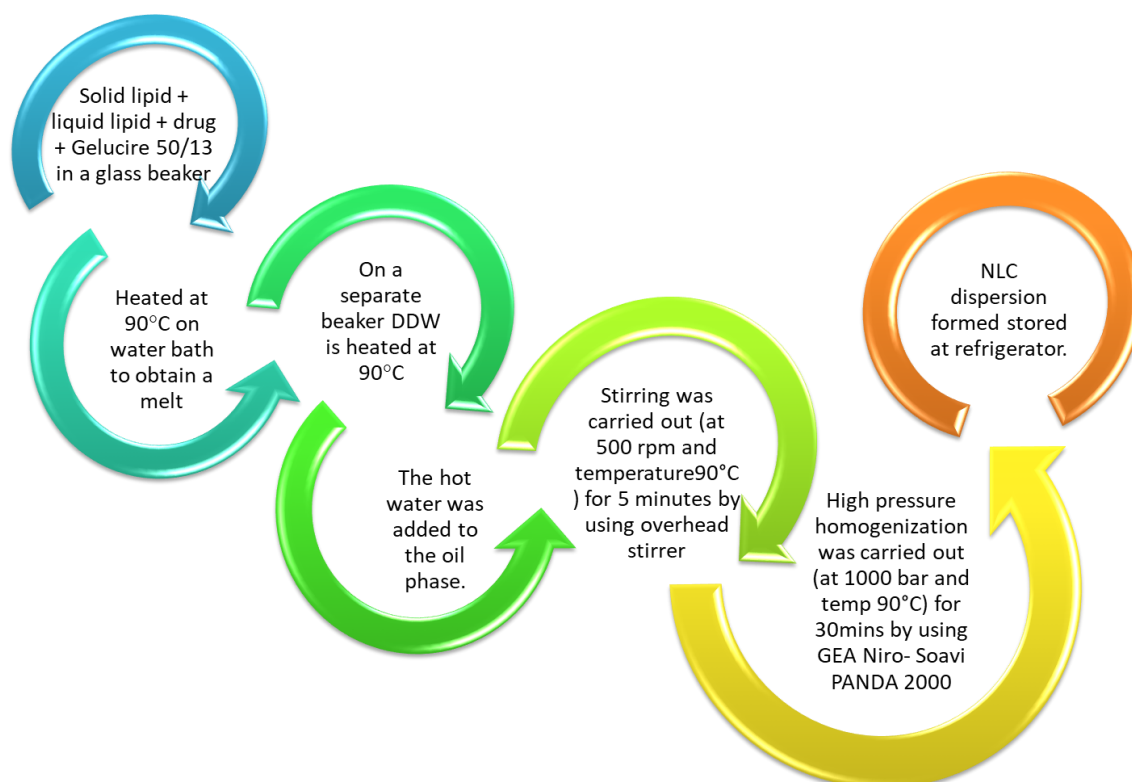 Solid lipid +
liquid lipid + drug
+ Gelucire 50/13
in a glass beaker
Heated at
90°C on
water bath
to obtain a
melt
On a
separate
beaker DDW
is heated at
90°C
The hot
water was
added to
the oil
phase.
Stirring was
carried out (at
500 rpm and
temperature90°C
) for 5 minutes by
using overhead
stirrer
High pressure
homogenization
was carried out
(at 1000 bar and
temp 90°C) for
30mins by using
GEA Niro- Soavi
PANDA 2000
NLC
dispersion
formed stored
at refrigerator.